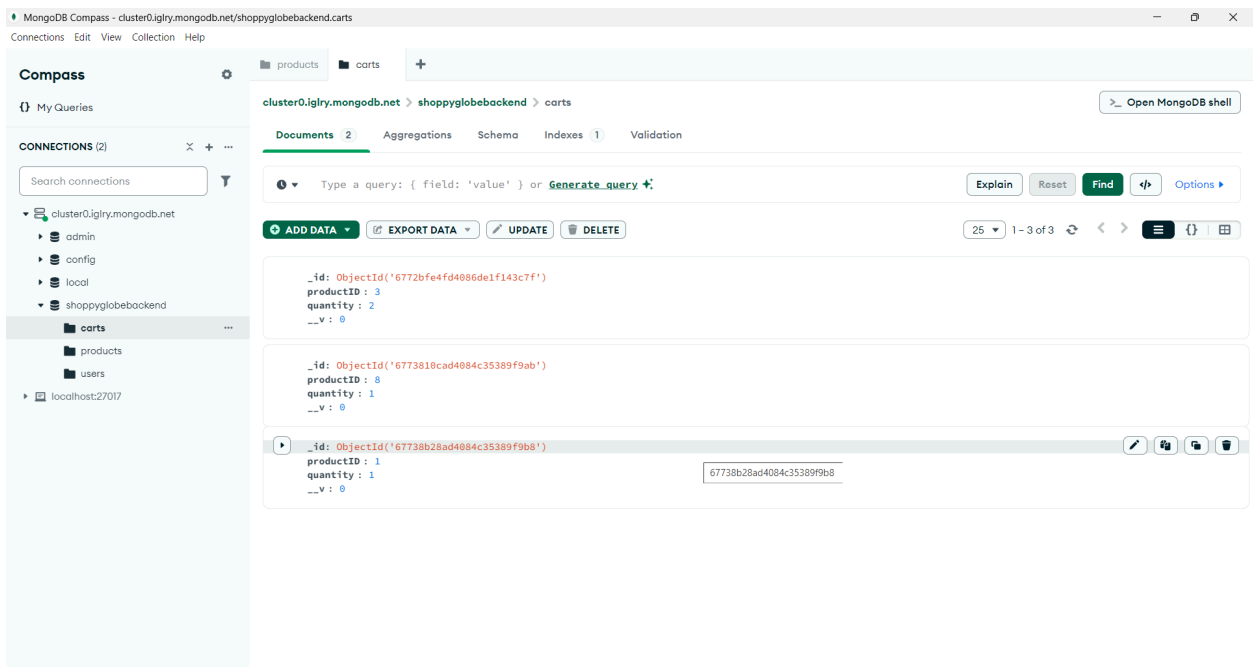 MongoDB Compass - cluster0.iglry.mongodb.net/shoppyglobebackend.carts
Connections Edit View Collection Help
Compass
{} My Queries
CONNECTIONS (2)
Search connections
cluster0.iglry.mongodb.net
admin
config
local
shoppyglobebackend
carts
products
users
localhost:27017
products carts
cluster0.iglry.mongodb.net > shoppyglobebackend > carts
>_ Open MongoDB shell
Documents 2 Aggregations Schema Indexes 1 Validation
Type a query: { field: 'value' } or Generate query
Explain Reset Find </> Options
ADD DATA EXPORT DATA UPDATE DELETE
25 1 – 3 of 3 {}
_id: ObjectId('6772bfe4fd4086de1f143c7f')
productID : 3
quantity : 2
__v : 0
_id: ObjectId('6773810cad4084c35389f9ab')
productID : 8
quantity : 1
__v : 0
_id: ObjectId('67738b28ad4084c35389f9b8')
productID : 1
quantity : 1
__v : 0
67738b28ad4084c35389f9b8